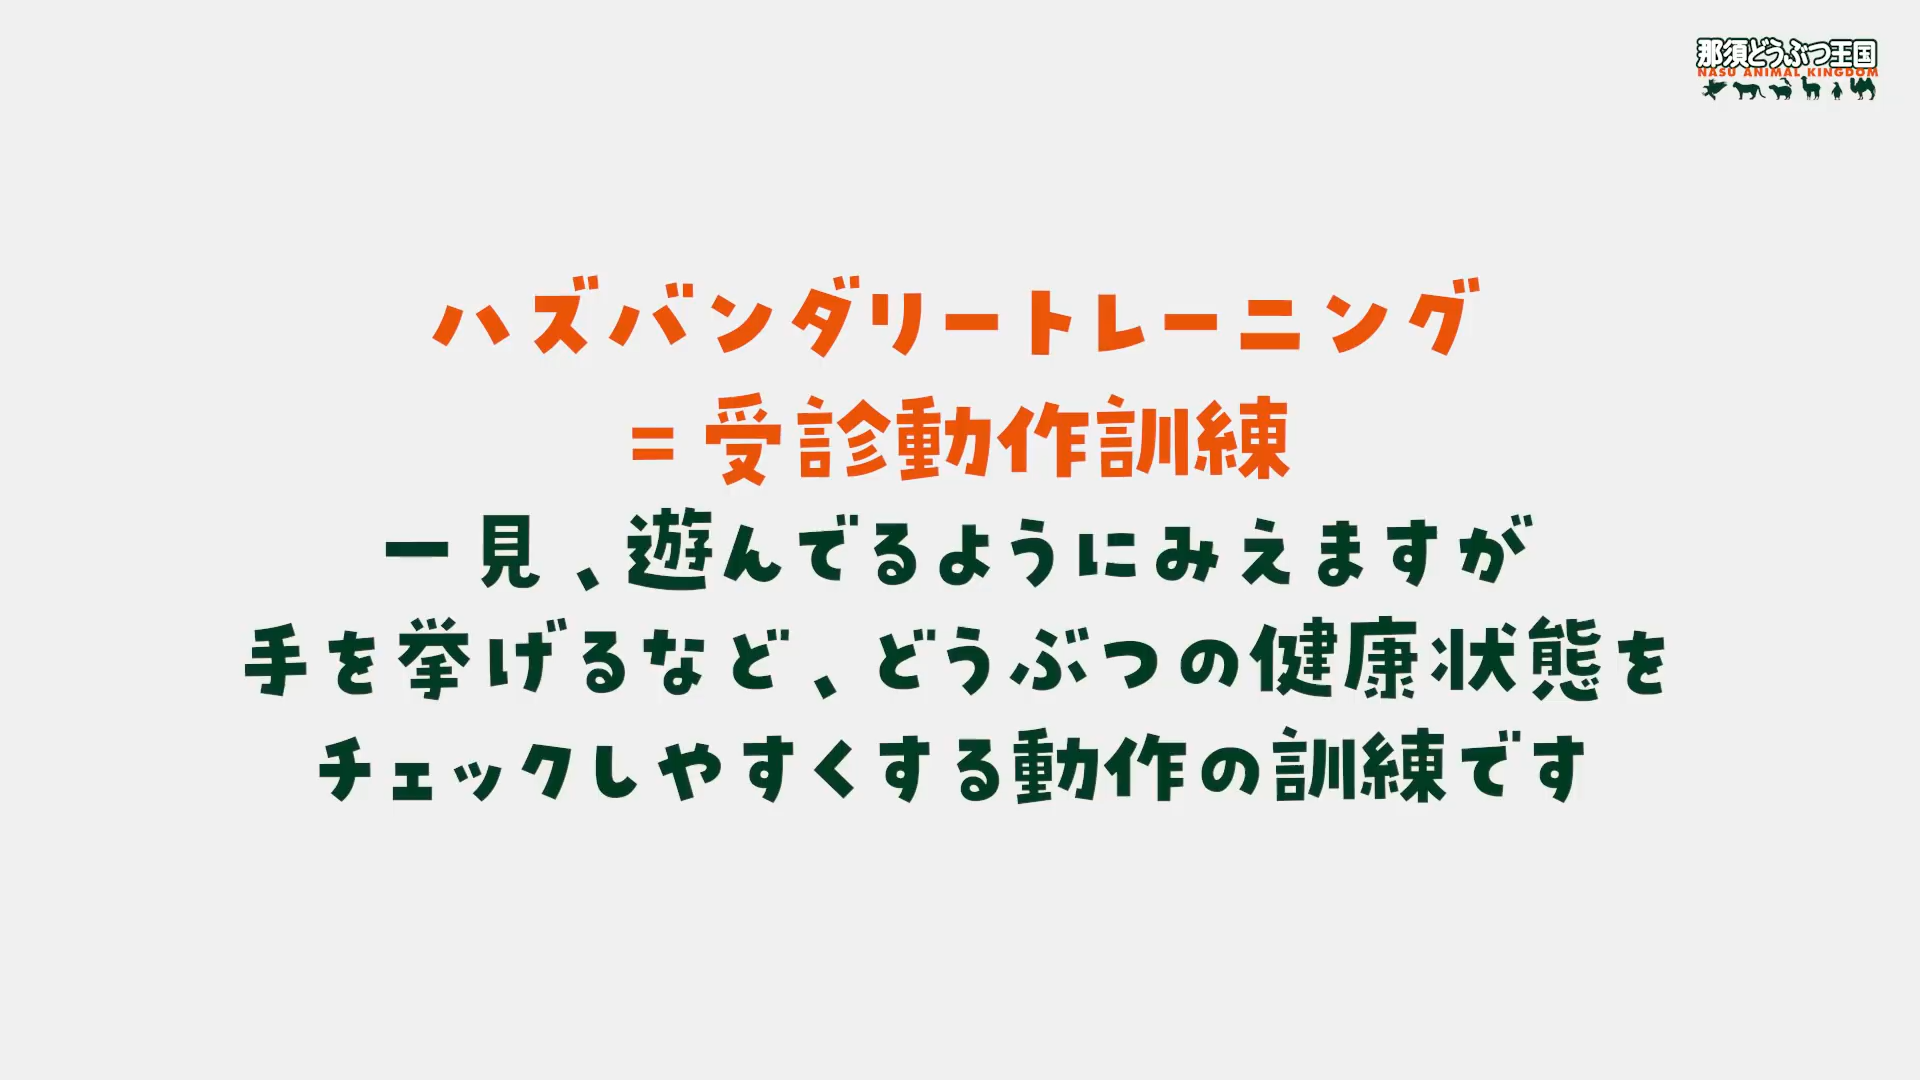 那須どうぶつ王国
NASU ANIMAL KINGDOM
ハズバンダリートレーニング
=受診動作訓練
一見、遊んでるようにみえますが
手を挙げるなど、どうぶつの健康状態を
チェックしやすくする動作の訓練です